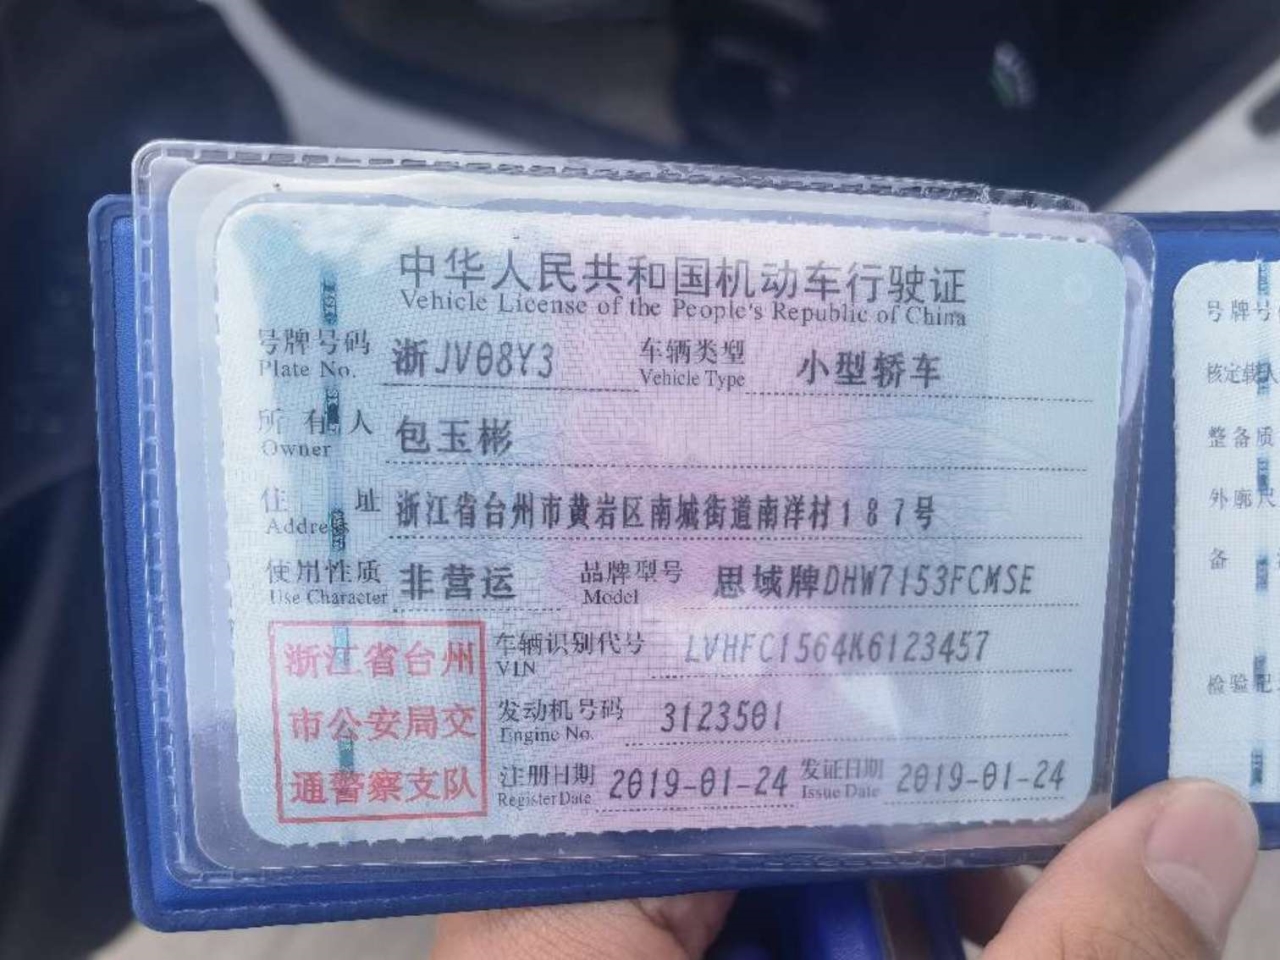 中华人民共和国机动车行驶证
Vehicle License of the People's Republic of China
号牌号码 浙JV08Y3 车辆类型 小型轿车
Plate No. Vehicle Type
所有人 包玉彬
Owner
住址 浙江省台州市黄岩区南城街道南洋村187号
Address
使用性质 非营运 品牌型号 思域牌DHW7153FCMSE
Use Character Model
浙江省台州
市公安局交
通警察支队
车辆识别代号 LVHFC1564K6123457
VIN
发动机号码 3123501
Engine No.
注册日期 2019-01-24 发证日期 2019-01-24
Register Date Issue Date
号牌号
核定载人
整备质
外廓尺
备
检验记